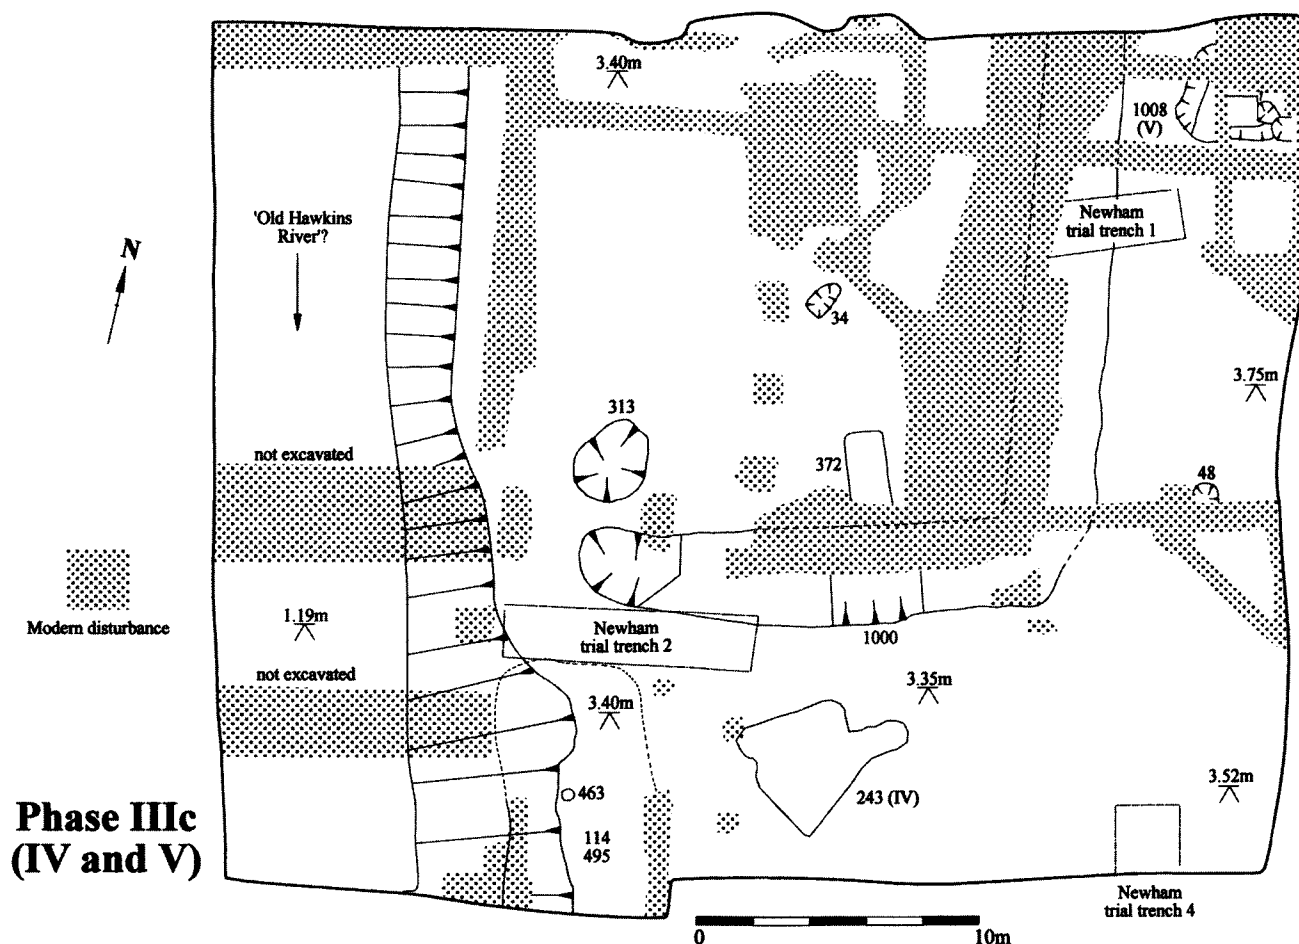 3.40m
1008
(V)
'Old Hawkins
River'?
Newham
trial trench 1
N
34
3.75m
313
not excavated
372
48
Modern disturbance
1.19m
Newham
trial trench 2
1000
not excavated
3.40m
3.35m
3.52m
463
243 (IV)
Phase IIIc
(IV and V)
114
495
Newham
trial trench 4
0
10m